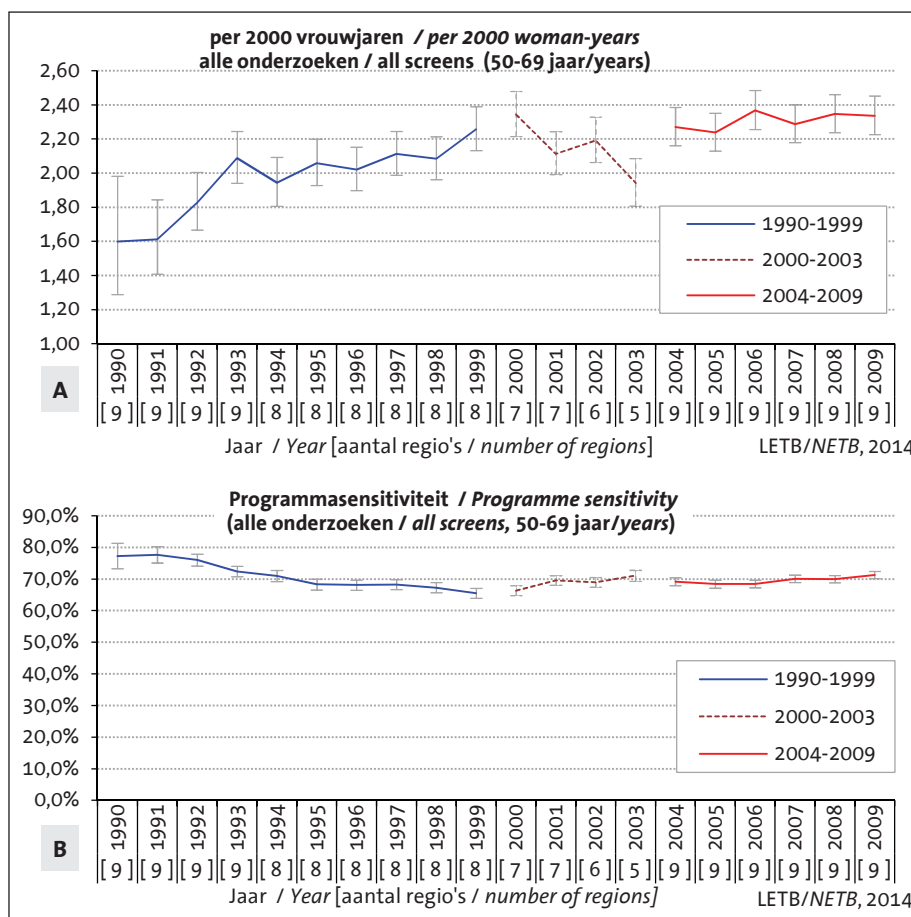 per 2000 vrouwjaren / per 2000 woman-years
alle onderzoeken / all screens (50-69 jaar/years)
2,60
2,40
2,20
2,00
1,80
1,60
1,40
1,20
1,00
1990-1999
2000-2003
2004-2009
A
1990 1991 1992 1993 1994 1995 1996 1997 1998 1999 2000 2001 2002 2003 2004 2005 2006 2007 2008 2009
[ 9 ] [ 9 ] [ 9 ] [ 9 ] [ 8 ] [ 8 ] [ 8 ] [ 8 ] [ 8 ] [ 8 ] [ 7 ] [ 7 ] [ 6 ] [ 5 ] [ 9 ] [ 9 ] [ 9 ] [ 9 ] [ 9 ] [ 9 ]
Jaar / Year [aantal regio's / number of regions] LETB/NETB, 2014
Programmasensitiviteit / Programme sensitivity
(alle onderzoeken / all screens, 50-69 jaar/years)
90,0%
80,0%
70,0%
60,0%
50,0%
40,0%
30,0%
20,0%
10,0%
0,0%
1990-1999
2000-2003
2004-2009
B
1990 1991 1992 1993 1994 1995 1996 1997 1998 1999 2000 2001 2002 2003 2004 2005 2006 2007 2008 2009
[ 9 ] [ 9 ] [ 9 ] [ 9 ] [ 8 ] [ 8 ] [ 8 ] [ 8 ] [ 8 ] [ 8 ] [ 7 ] [ 7 ] [ 6 ] [ 5 ] [ 9 ] [ 9 ] [ 9 ] [ 9 ] [ 9 ] [ 9 ]
Jaar / Year [aantal regio's / number of regions] LETB/NETB, 2014